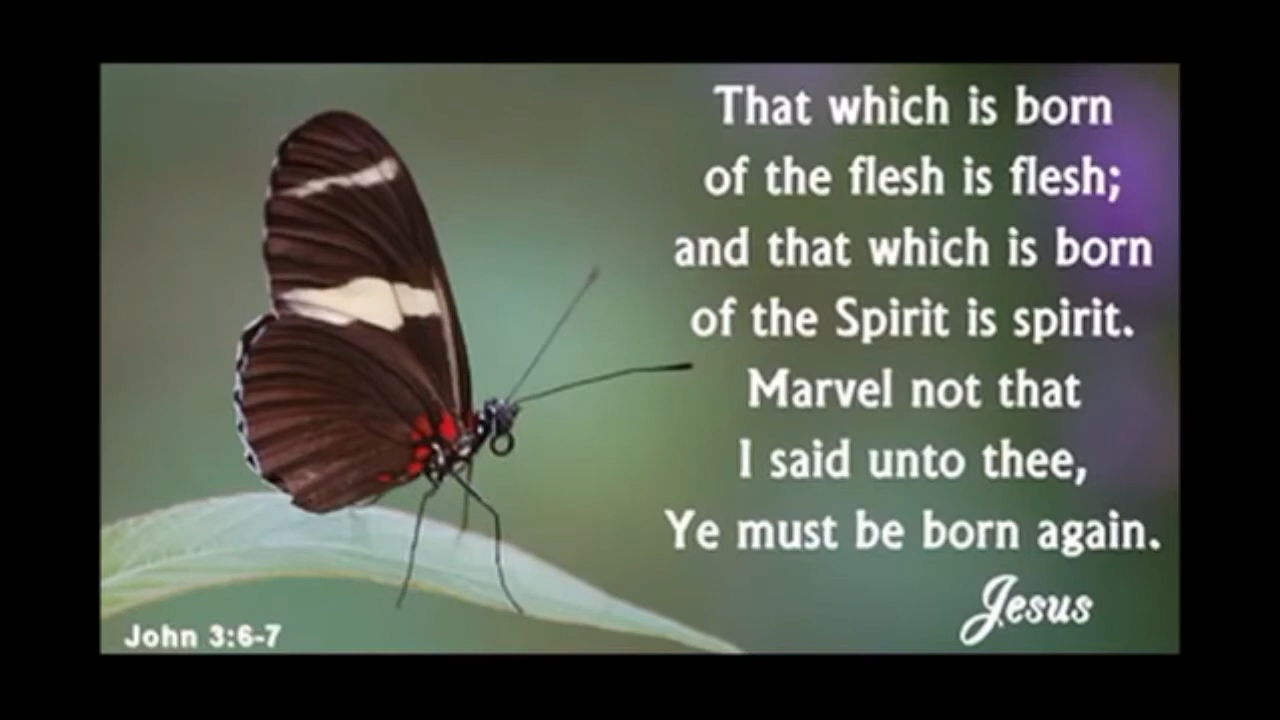 That which is born
of the flesh is flesh;
and that which is born
of the Spirit is spirit.
Marvel not that
I said unto thee,
Ye must be born again.
Jesus
John 3:6-7